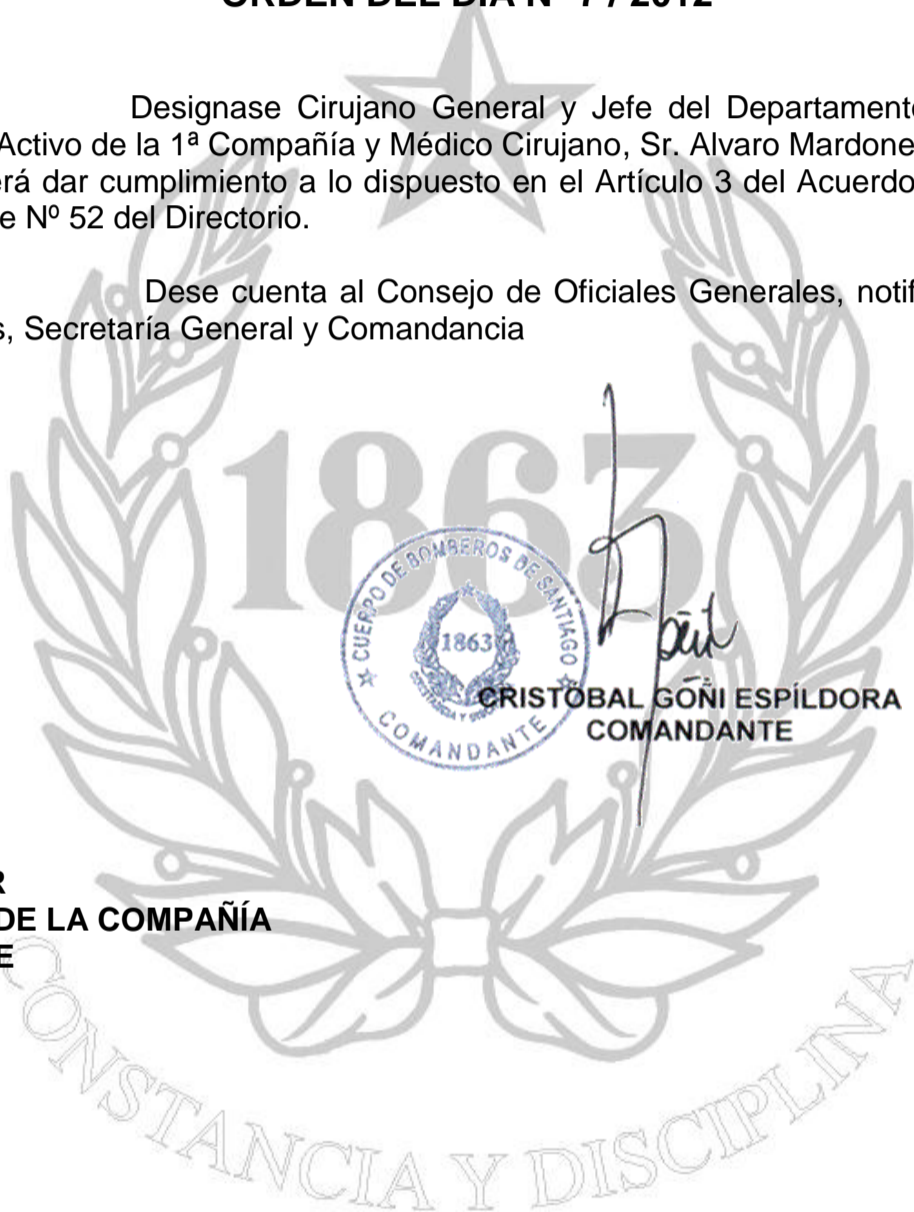 ORDEN DEL DIA Nº 7 / 2012
Designase Cirujano General y Jefe del Departamento
Activo de la 1ª Compañía y Médico Cirujano, Sr. Alvaro Mardone
erá dar cumplimiento a lo dispuesto en el Artículo 3 del Acuerdo
e Nº 52 del Directorio.
Dese cuenta al Consejo de Oficiales Generales, notif
s, Secretaría General y Comandancia
1863
CUERPO DE BOMBEROS DE SANTIAGO
1863
COMANDANTE
CRISTÓBAL GOÑI ESPÍLDORA
COMANDANTE
R
DE LA COMPAÑÍA
E
CONSTANCIA Y DISCIPLINA